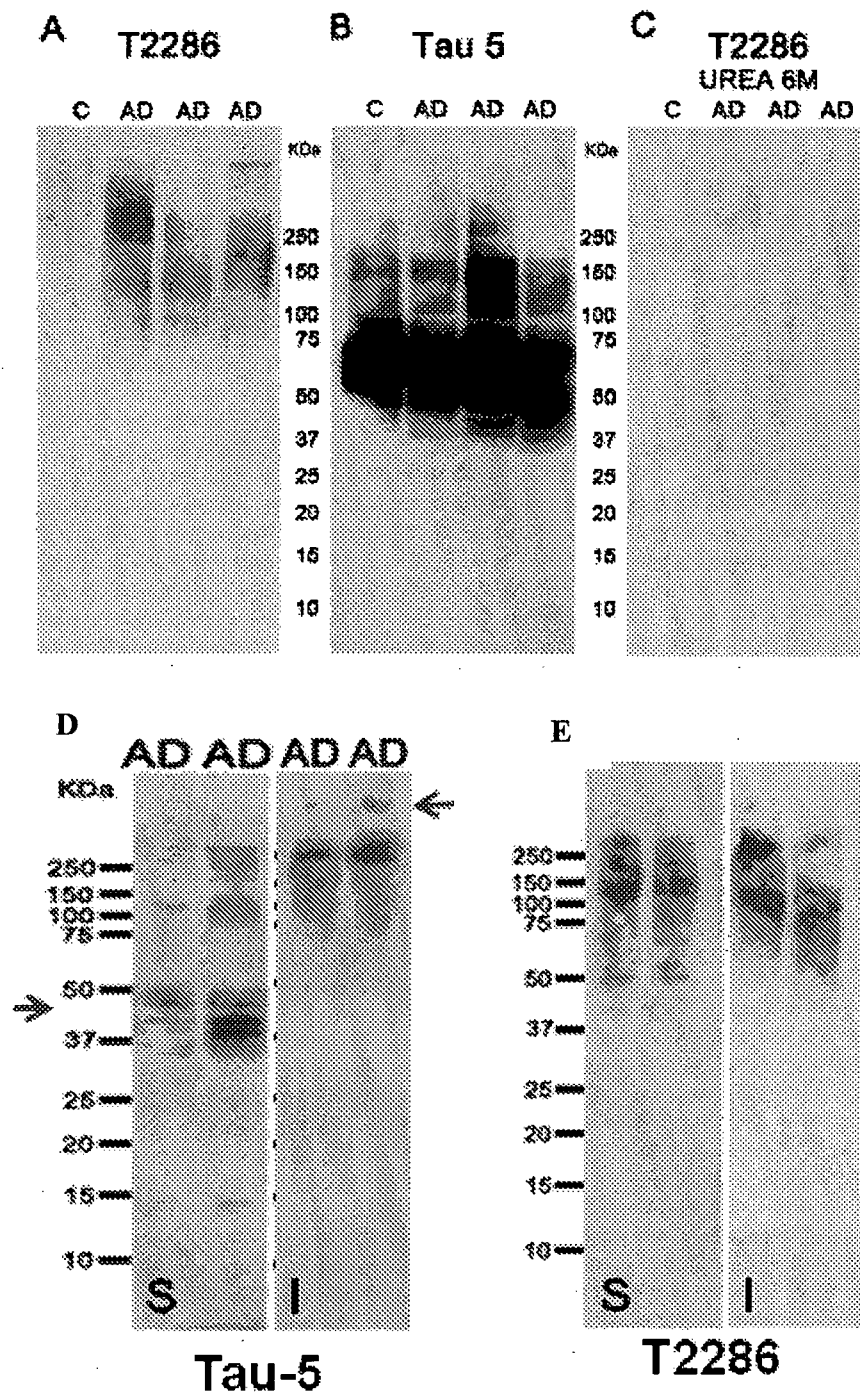 A B C
T2286 Tau 5 T2286
UREA 6M
C AD AD AD C AD AD AD C AD AD AD
KDa KDa
250 250
150 150
100 100
75 75
50 50
37 37
25 25
20 20
15 15
10 10
D E
AD AD AD AD
KDa
250 250
150 150
100 100
75 75
50 50
37 37
25 25
20 20
15 15
10 10
S I S I
Tau-5 T2286